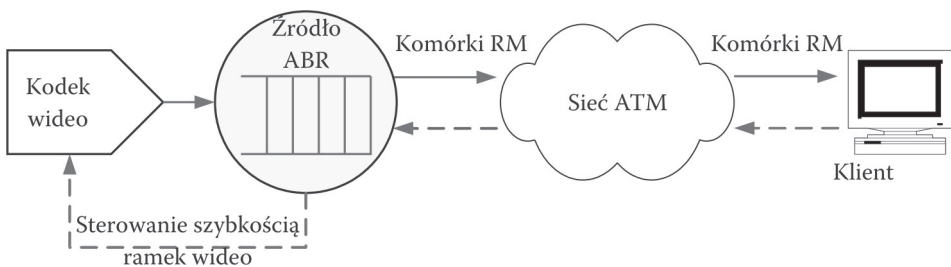 Kodek
wideo
Źródło
ABR
Komórki RM
Sieć ATM
Komórki RM
Klient
Sterowanie szybkością
ramek wideo